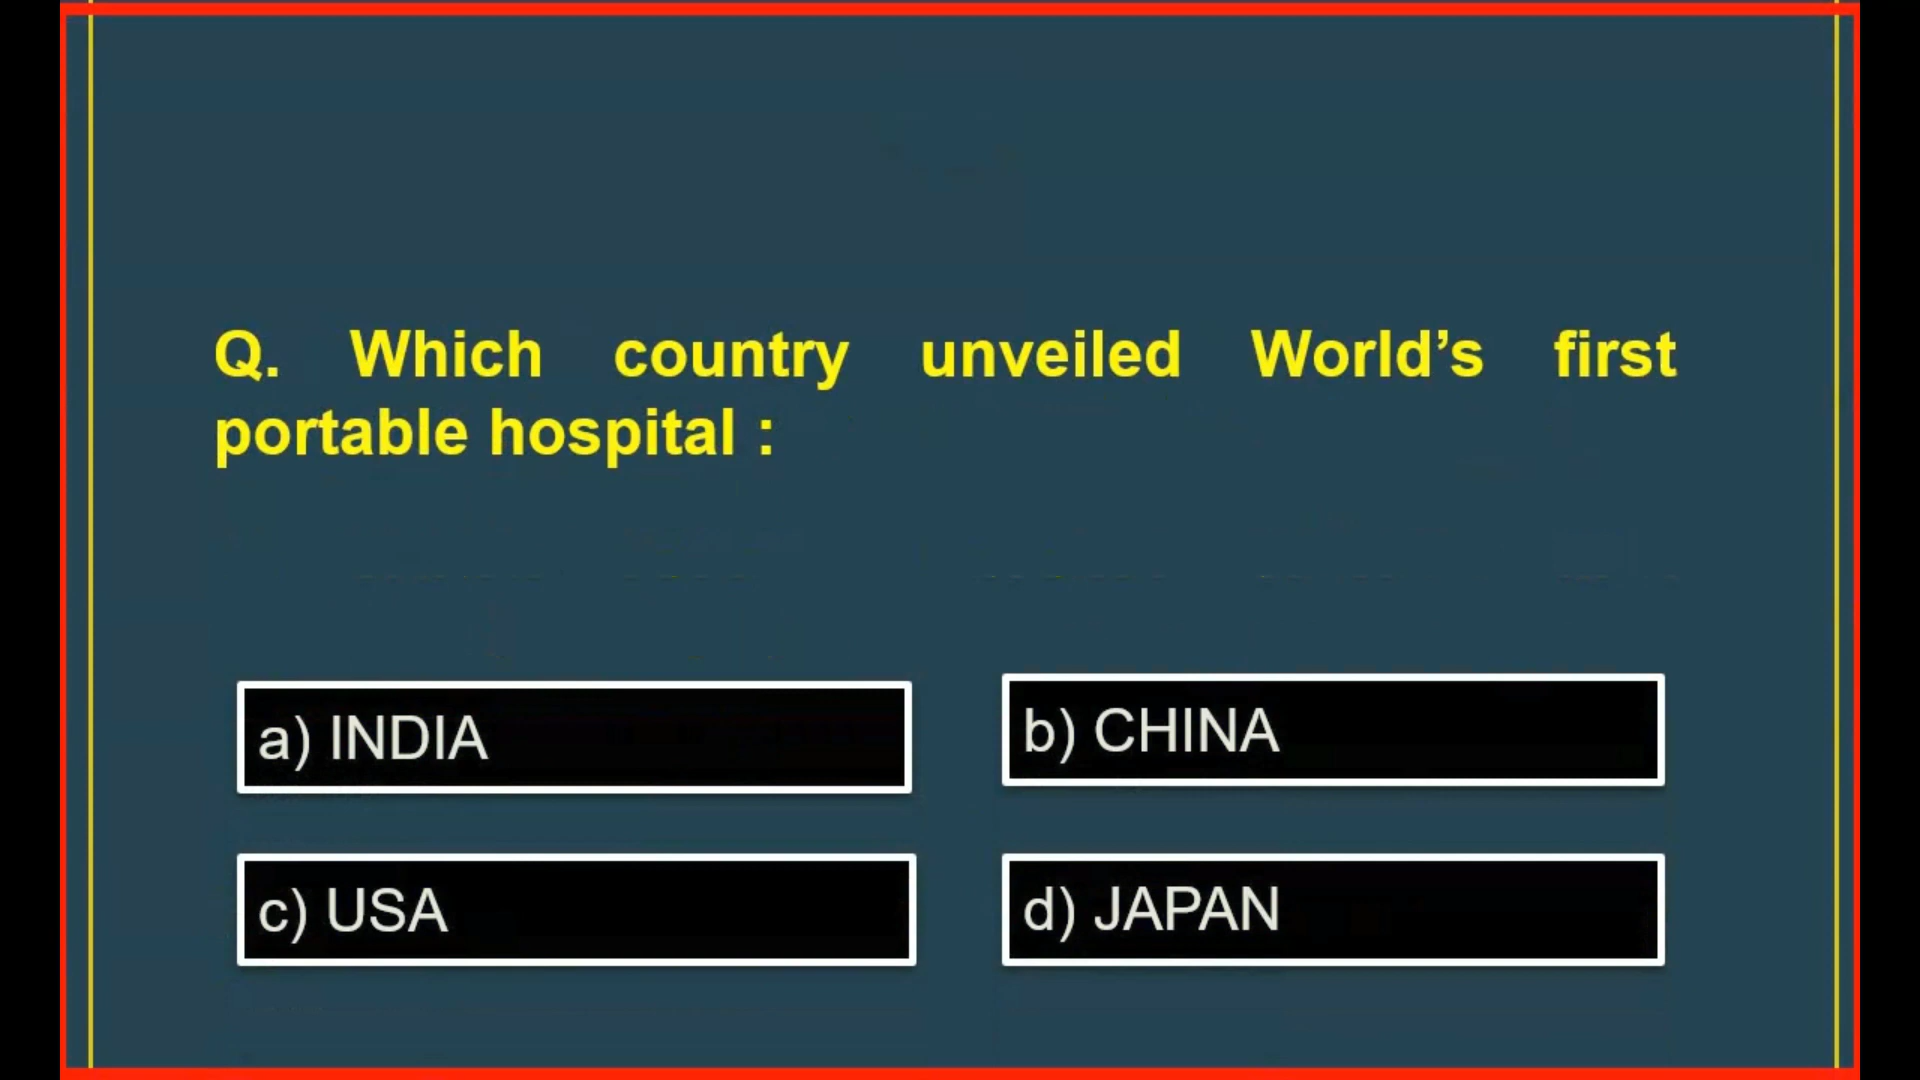 Q. Which country unveiled World’s first
portable hospital :
a) INDIA
b) CHINA
c) USA
d) JAPAN